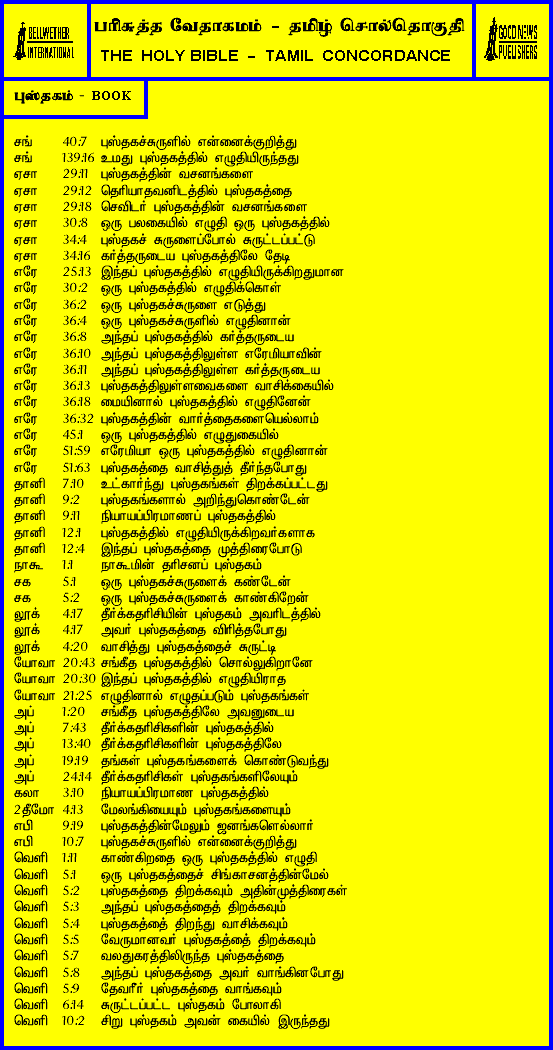 BELLWETHER INTERNATIONAL
பரிசுத்த வேதாகமம் - தமிழ் சொல்தொகுதி
THE HOLY BIBLE - TAMIL CONCORDANCE
GOOD NEWS PUBLISHERS
புஸ்தகம் - BOOK
சங் 40:7 புஸ்தகச்சுருளில் என்னைக்குறித்து
சங் 139:16 உமது புஸ்தகத்தில் எழுதியிருந்தது
ஏசா 29:11 புஸ்தகத்தின் வசனங்களை
ஏசா 29:12 தெரியாதவனிடத்தில் புஸ்தகத்தை
ஏசா 29:18 செவிடர் புஸ்தகத்தின் வசனங்களை
ஏசா 30:8 ஒரு பலகையில் எழுதி ஒரு புஸ்தகத்தில்
ஏசா 34:4 புஸ்தகச் சுருளைப்போல் சுருட்டப்பட்டு
ஏசா 34:16 கர்த்தருடைய புஸ்தகத்திலே தேடி
எரே 25:13 இந்தப் புஸ்தகத்தில் எழுதியிருக்கிறதுமான
எரே 30:2 ஒரு புஸ்தகத்தில் எழுதிக்கொள்
எரே 36:2 ஒரு புஸ்தகச்சுருளை எடுத்து
எரே 36:4 ஒரு புஸ்தகச்சுருளில் எழுதினான்
எரே 36:8 அந்தப் புஸ்தகத்தில் கர்த்தருடைய
எரே 36:10 அந்தப் புஸ்தகத்திலுள்ள எரேமியாவின்
எரே 36:11 அந்தப் புஸ்தகத்திலுள்ள கர்த்தருடைய
எரே 36:13 புஸ்தகத்திலுள்ளவைகளை வாசிக்கையில்
எரே 36:18 மையினால் புஸ்தகத்தில் எழுதினேன்
எரே 36:32 புஸ்தகத்தின் வார்த்தைகளையெல்லாம்
எரே 45:1 ஒரு புஸ்தகத்தில் எழுதுகையில்
எரே 51:59 எரேமியா ஒரு புஸ்தகத்தில் எழுதினான்
எரே 51:63 புஸ்தகத்தை வாசித்துத் தீர்ந்தபோது
தானி 7:10 உட்கார்ந்து புஸ்தகங்கள் திறக்கப்பட்டது
தானி 9:2 புஸ்தகங்களால் அறிந்துகொண்டேன்
தானி 9:11 நியாயப்பிரமாணப் புஸ்தகத்தில்
தானி 12:1 புஸ்தகத்தில் எழுதியிருக்கிறவர்களாக
தானி 12:4 இந்தப் புஸ்தகத்தை முத்திரைபோடு
நாகூ 1:1 நாகூமின் தரிசனப் புஸ்தகம்
சக 5:1 ஒரு புஸ்தகச்சுருளைக் கண்டேன்
சக 5:2 ஒரு புஸ்தகச்சுருளைக் காண்கிறேன்
லூக் 4:17 தீர்க்கதரிசியின் புஸ்தகம் அவரிடத்தில்
லூக் 4:17 அவர் புஸ்தகத்தை விரித்தபோது
லூக் 4:20 வாசித்து புஸ்தகத்தைச் சுருட்டி
யோவா 20:43 சங்கீத புஸ்தகத்தில் சொல்லுகிறானே
யோவா 20:30 இந்தப் புஸ்தகத்தில் எழுதியிராத
யோவா 21:25 எழுதினால் எழுதப்படும் புஸ்தகங்கள்
அப் 1:20 சங்கீத புஸ்தகத்திலே அவனுடைய
அப் 7:43 தீர்க்கதரிசிகளின் புஸ்தகத்தில்
அப் 13:40 தீர்க்கதரிசிகளின் புஸ்தகத்திலே
அப் 19:19 தங்கள் புஸ்தகங்களைக் கொண்டுவந்து
அப் 24:14 தீர்க்கதரிசிகள் புஸ்தகங்களிலேயும்
கலா 3:10 நியாயப்பிரமாண புஸ்தகத்தில்
2தீமோ 4:13 மேலங்கியையும் புஸ்தகங்களையும்
எபி 9:19 புஸ்தகத்தின்மேலும் ஜனங்களெல்லார்
எபி 10:7 புஸ்தகச்சுருளில் என்னைக்குறித்து
வெளி 1:11 காண்கிறதை ஒரு புஸ்தகத்தில் எழுதி
வெளி 5:1 ஒரு புஸ்தகத்தைச் சிங்காசனத்தின்மேல்
வெளி 5:2 புஸ்தகத்தை திறக்கவும் அதின்முத்திரைகள்
வெளி 5:3 அந்தப் புஸ்தகத்தைத் திறக்கவும்
வெளி 5:4 புஸ்தகத்தைத் திறந்து வாசிக்கவும்
வெளி 5:5 வேருமானவர் புஸ்தகத்தைத் திறக்கவும்
வெளி 5:7 வலதுகரத்திலிருந்த புஸ்தகத்தை
வெளி 5:8 அந்தப் புஸ்தகத்தை அவர் வாங்கினபோது
வெளி 5:9 தேவரீர் புஸ்தகத்தை வாங்கவும்
வெளி 6:14 சுருட்டப்பட்ட புஸ்தகம் போலாகி
வெளி 10:2 சிறு புஸ்தகம் அவன் கையில் இருந்தது